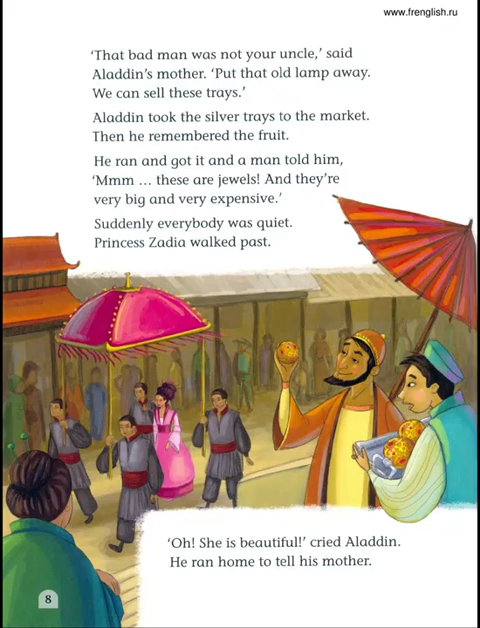 www.frenglish.ru
‘That bad man was not your uncle,’ said
Aladdin’s mother. ‘Put that old lamp away.
We can sell these trays.’
Aladdin took the silver trays to the market.
Then he remembered the fruit.
He ran and got it and a man told him,
‘Mmm … these are jewels! And they’re
very big and very expensive.’
Suddenly everybody was quiet.
Princess Zadia walked past.
‘Oh! She is beautiful!’ cried Aladdin.
He ran home to tell his mother.
8